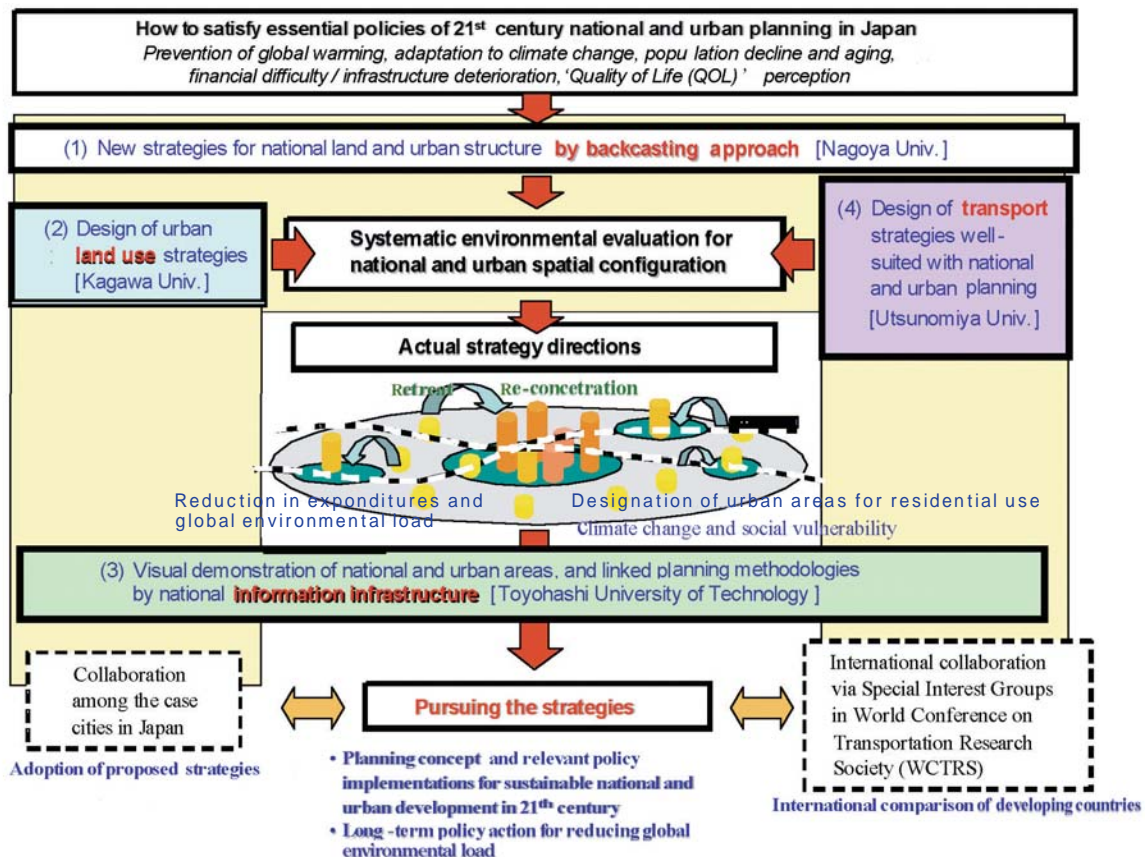 How to satisfy essential policies of 21st century national and urban planning in Japan
Prevention of global warming, adaptation to climate change, popu lation decline and aging,
financial difficulty / infrastructure deterioration, ‘Quality of Life (QOL) ’ perception
(1) New strategies for national land and urban structure by backcasting approach [Nagoya Univ.]
(2) Design of urban
: land use strategies
[Kagawa Univ.]
Systematic environmental evaluation for
national and urban spatial configuration
(4) Design of transport
strategies well-
suited with national
and urban planning
[Utsunomiya Univ.]
Actual strategy directions
Retreat Re-concetration
Reduction in exponditures and
global environmental load
Designation of urban areas for residential use
Climate change and social vulnerability
(3) Visual demonstration of national and urban areas, and linked planning methodologies
by national information infrastructure [Toyohashi University of Technology ]
Collaboration
among the case
cities in Japan
Adoption of proposed strategies
Pursuing the strategies
• Planning concept and relevant policy
implementations for sustainable national and
urban development in 21th century
• Long -term policy action for reducing global
environmental load
International collaboration
via Special Interest Groups
in World Conference on
Transportation Research
Society (WCTRS)
International comparison of developing countries